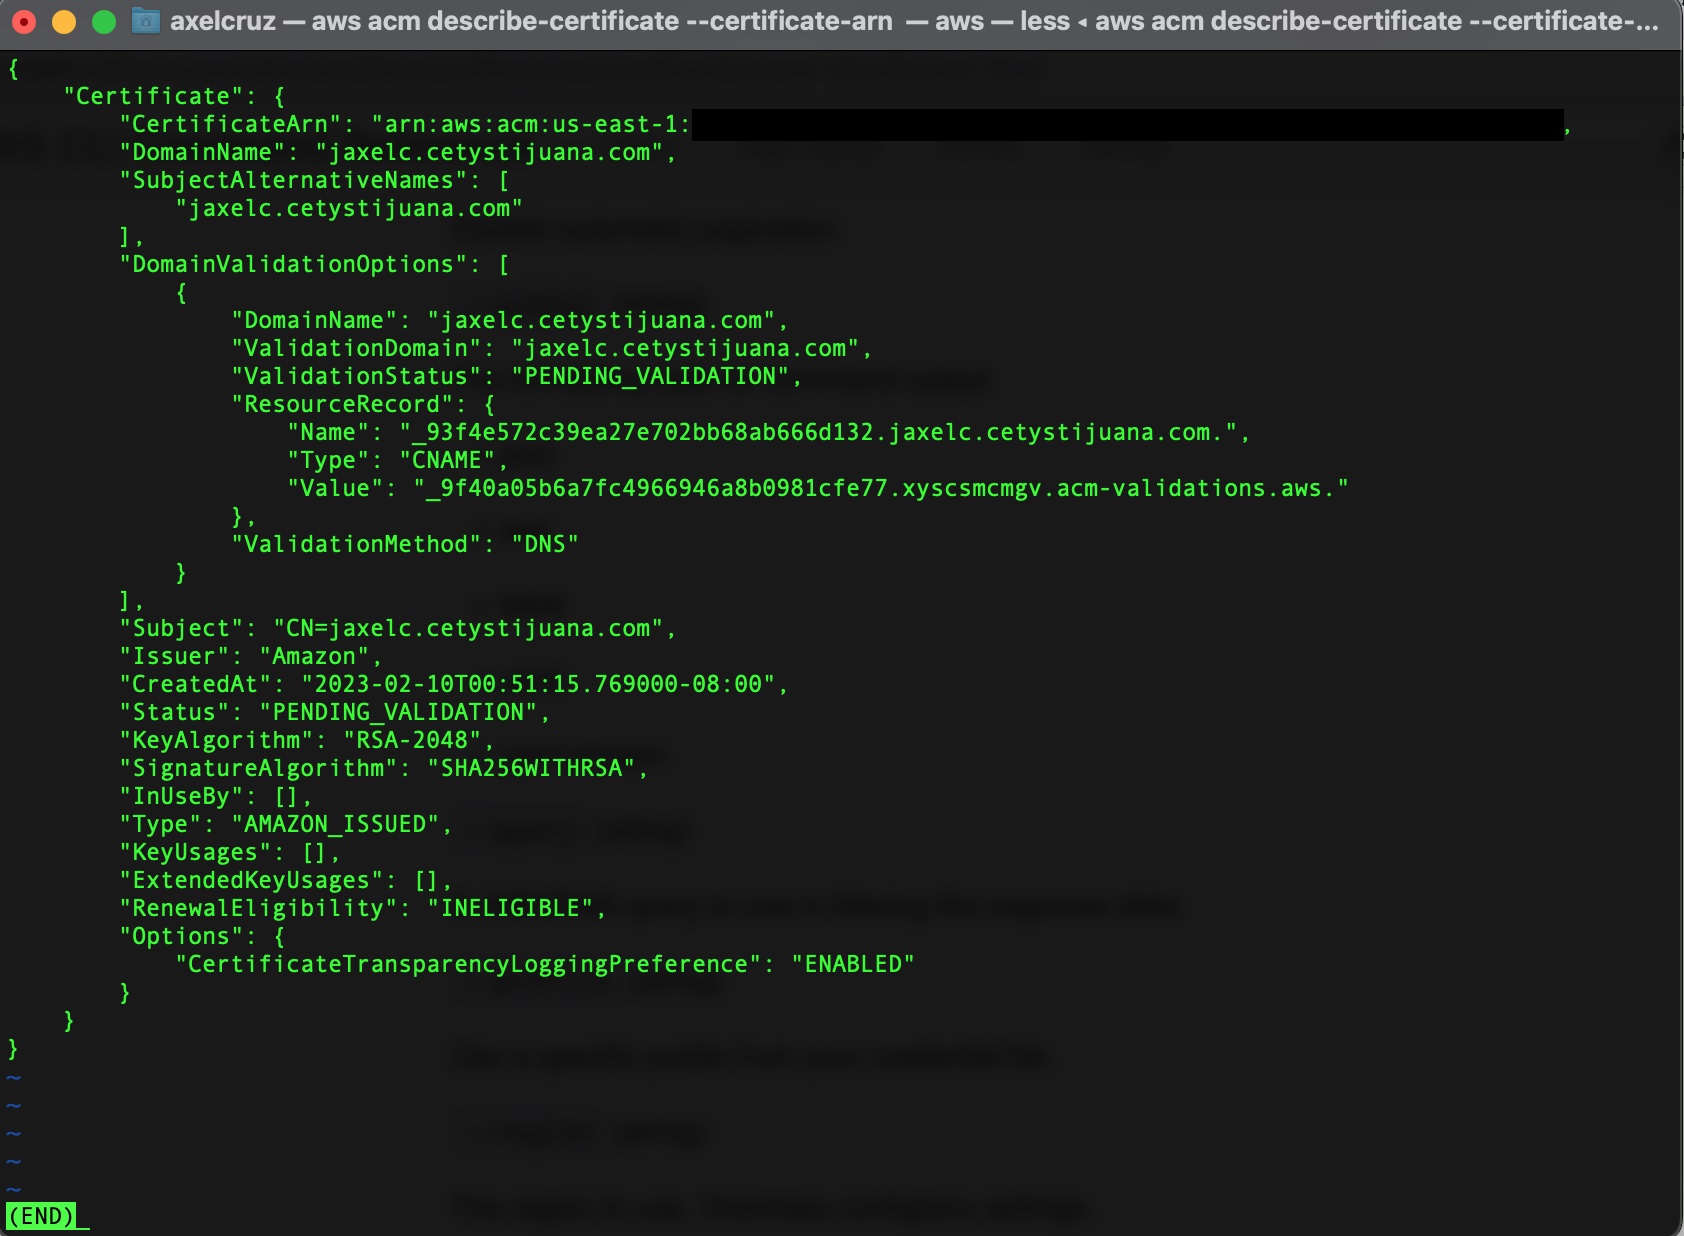 axelcruz — aws acm describe-certificate --certificate-arn — aws — less ◂ aws acm describe-certificate --certificate-...
{
    "Certificate": {
        "CertificateArn": "arn:aws:acm:us-east-1: ,
        "DomainName": "jaxelc.cetystijuana.com",
        "SubjectAlternativeNames": [
            "jaxelc.cetystijuana.com"
        ],
        "DomainValidationOptions": [
            {
                "DomainName": "jaxelc.cetystijuana.com",
                "ValidationDomain": "jaxelc.cetystijuana.com",
                "ValidationStatus": "PENDING_VALIDATION",
                "ResourceRecord": {
                    "Name": "_93f4e572c39ea27e702bb68ab666d132.jaxelc.cetystijuana.com.",
                    "Type": "CNAME",
                    "Value": "_9f40a05b6a7fc4966946a8b0981cfe77.xyscsmcmgv.acm-validations.aws."
                },
                "ValidationMethod": "DNS"
            }
        ],
        "Subject": "CN=jaxelc.cetystijuana.com",
        "Issuer": "Amazon",
        "CreatedAt": "2023-02-10T00:51:15.769000-08:00",
        "Status": "PENDING_VALIDATION",
        "KeyAlgorithm": "RSA-2048",
        "SignatureAlgorithm": "SHA256WITHRSA",
        "InUseBy": [],
        "Type": "AMAZON_ISSUED",
        "KeyUsages": [],
        "ExtendedKeyUsages": [],
        "RenewalEligibility": "INELIGIBLE",
        "Options": {
            "CertificateTransparencyLoggingPreference": "ENABLED"
        }
    }
}
~
~
~
~
~
(END)